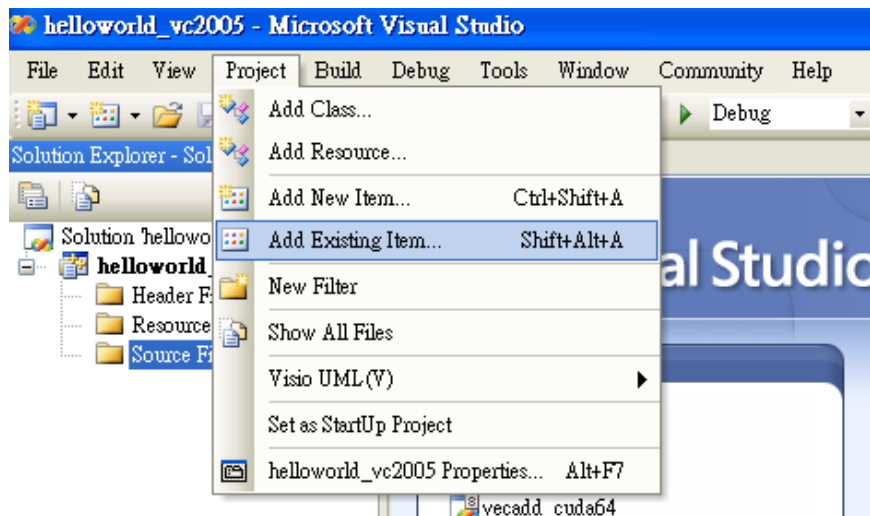 helloworld_vc2005 - Microsoft Visual Studio
File Edit View Project Build Debug Tools Window Community Help
Debug
Solution Explorer - Sol
Solution 'hellowo
helloworld_
Header F
Resource
Source Fi
Add Class...
Add Resource...
Add New Item... Ctrl+Shift+A
Add Existing Item... Shift+Alt+A
New Filter
Show All Files
Visio UML(V)
Set as StartUp Project
helloworld_vc2005 Properties... Alt+F7
al Studio
vecadd_cuda64